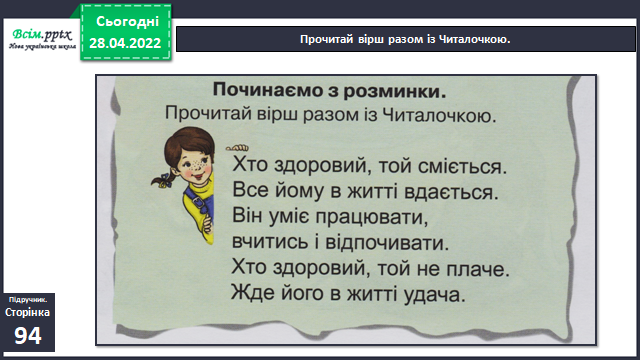 Всім.pptx
Нова українська школа
Сьогодні
28.04.2022
Прочитай вірш разом із Читалочкою.
Починаємо з розминки.
Прочитай вірш разом із Читалочкою.
Хто здоровий, той сміється.
Все йому в житті вдається.
Він уміє працювати,
вчитись і відпочивати.
Хто здоровий, той не плаче.
Жде його в житті удача.
Підручник.
Сторінка
94